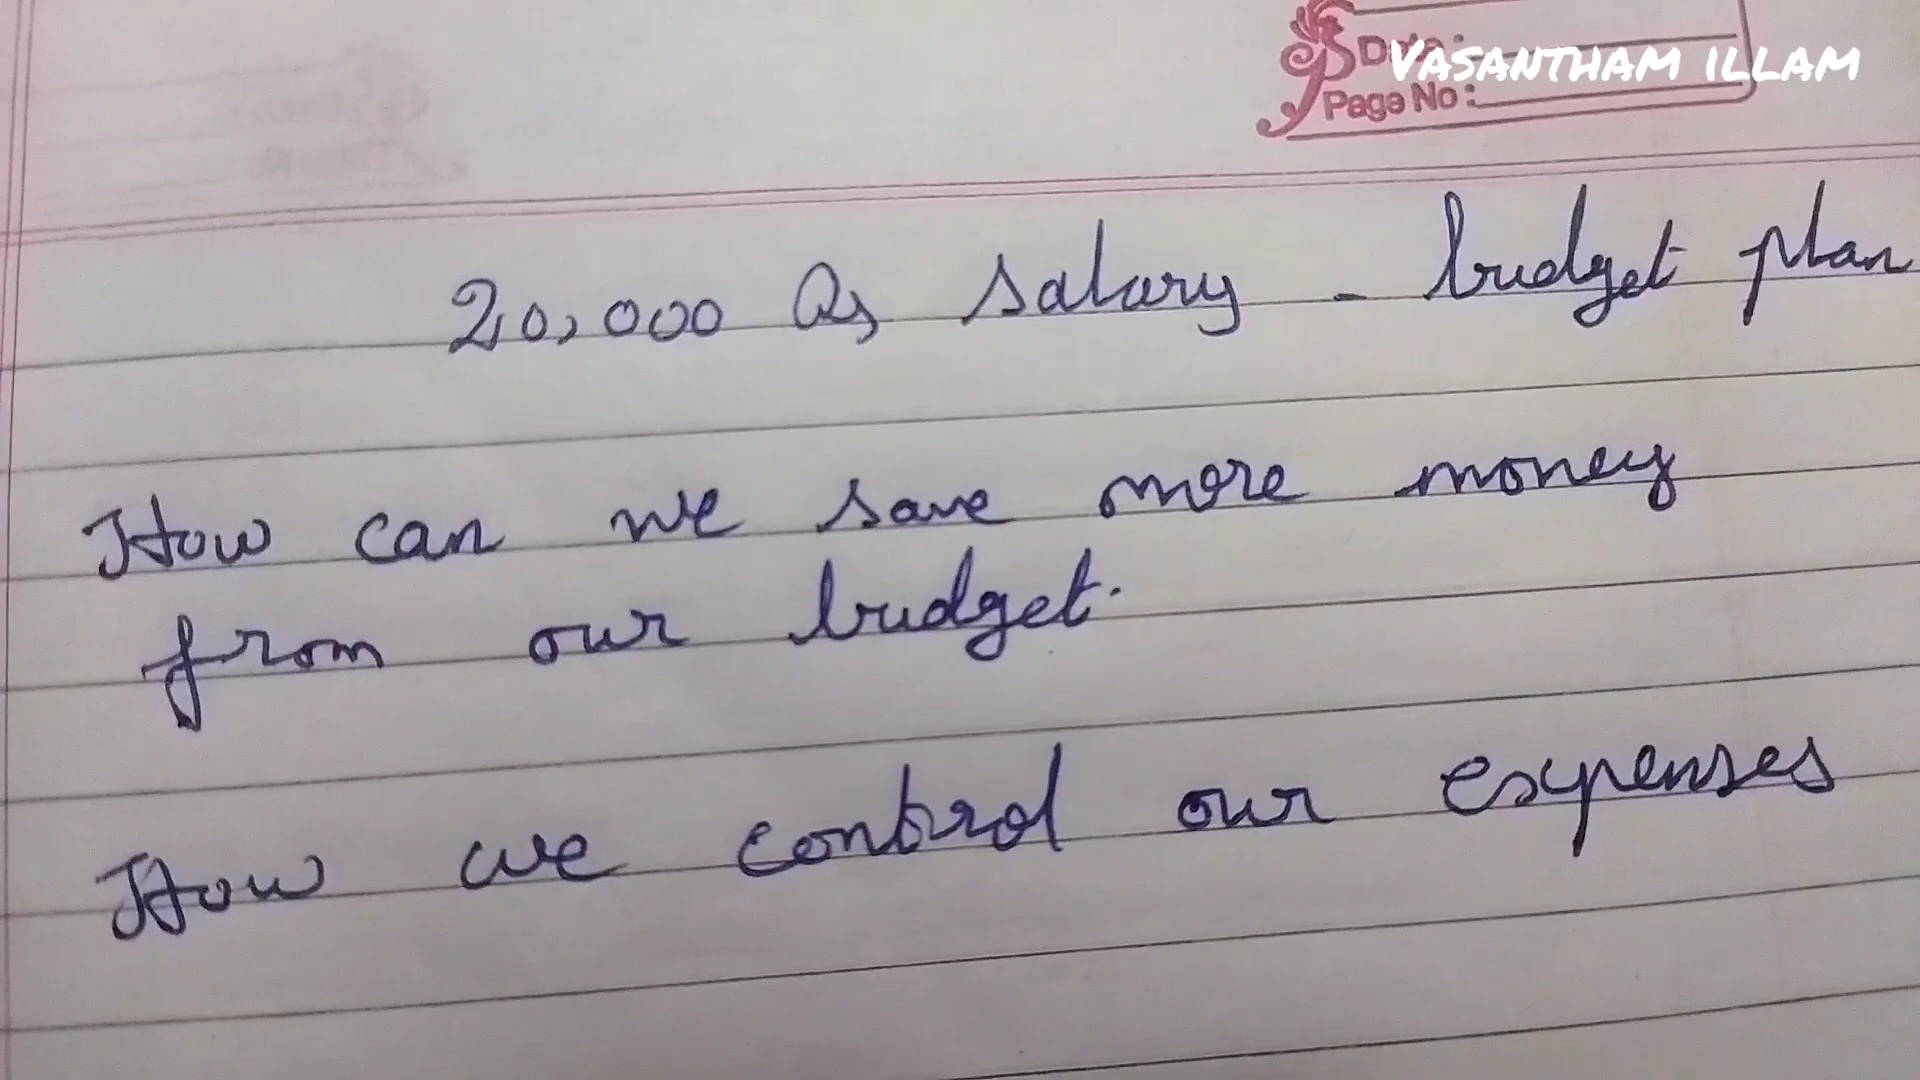 Date:
VASANTHAM ILLAM
Page No:
20,000 Rs salary - budget plan
How can we save more money
from our budget.
How we control our expenses